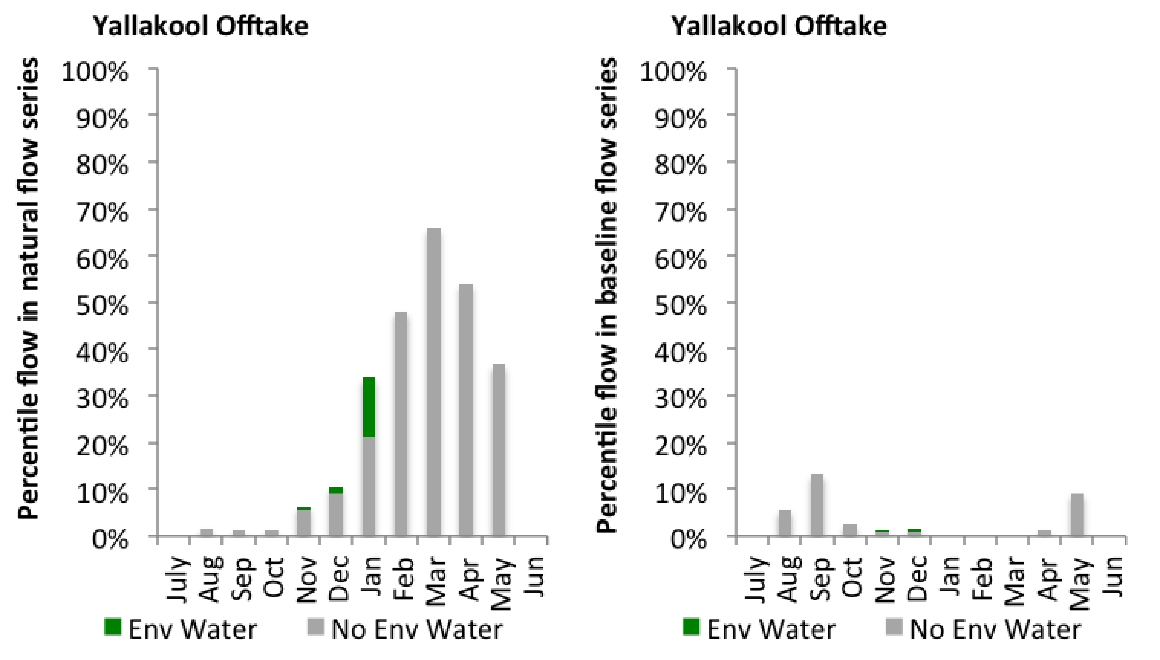 Yallakool Offtake
Percentile flow in natural flow series
100%
90%
80%
70%
60%
50%
40%
30%
20%
10%
0%
July
Aug
Sep
Oct
Nov
Dec
Jan
Feb
Mar
Apr
May
Jun
Env Water
No Env Water
Yallakool Offtake
Percentile flow in baseline flow series
100%
90%
80%
70%
60%
50%
40%
30%
20%
10%
0%
July
Aug
Sep
Oct
Nov
Dec
Jan
Feb
Mar
Apr
May
Jun
Env Water
No Env Water